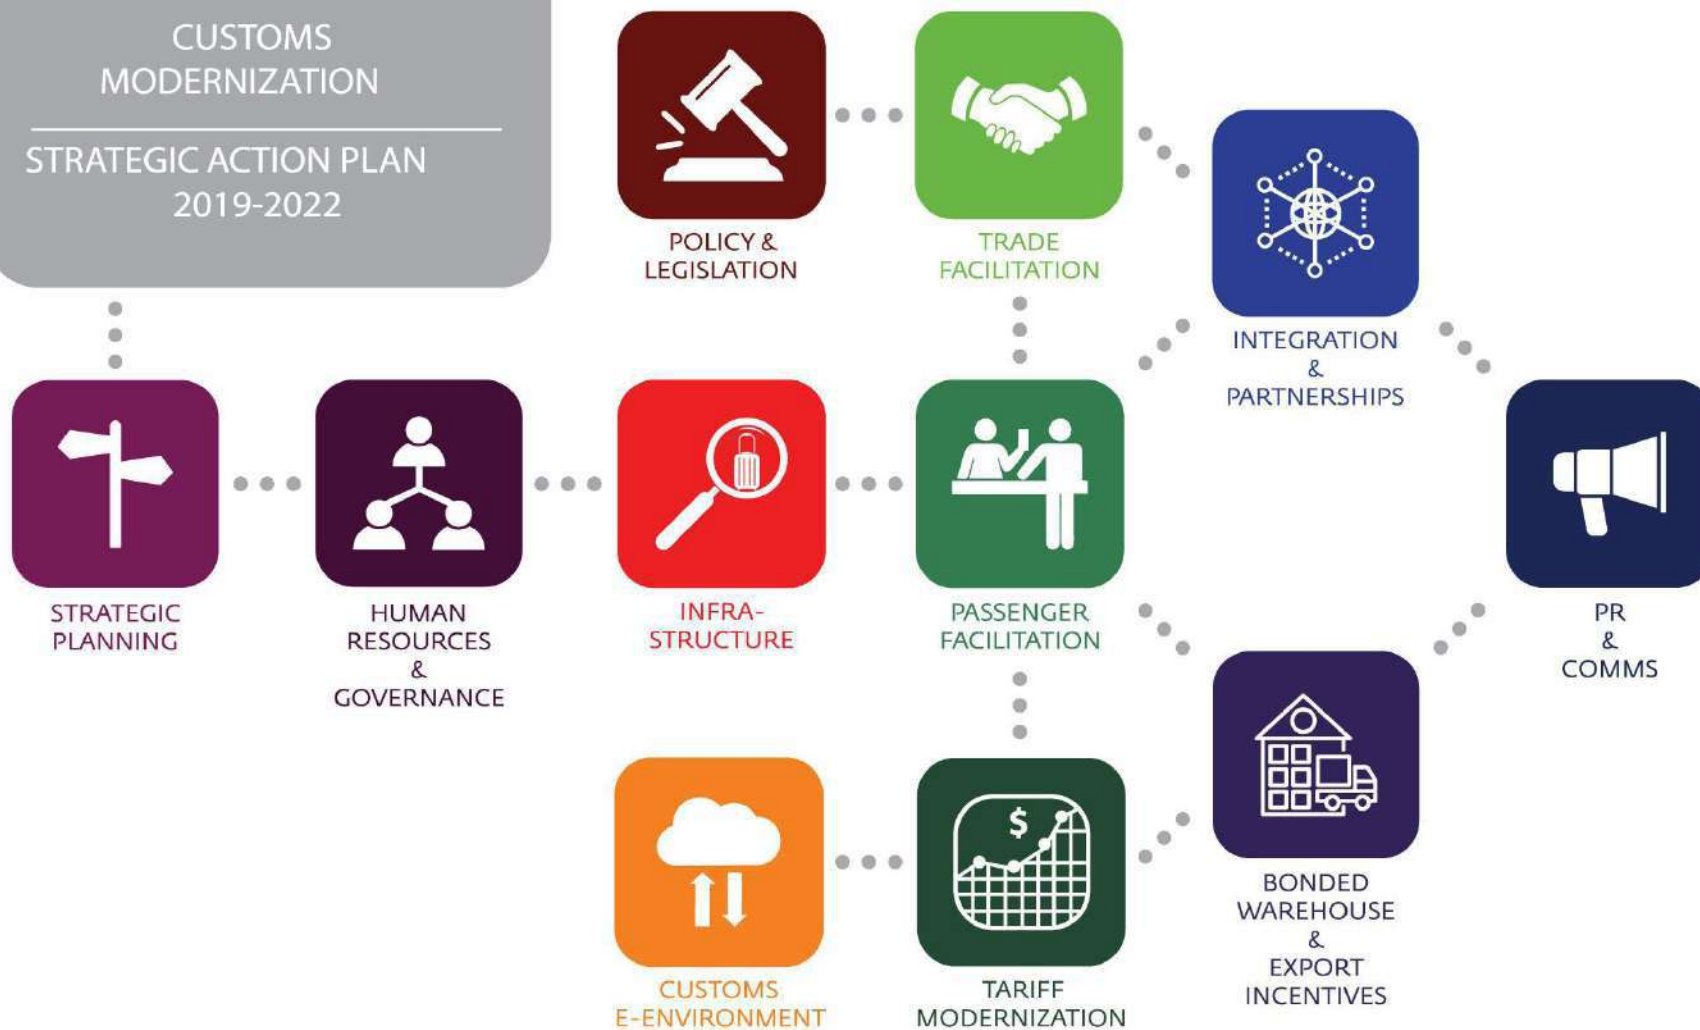 CUSTOMS
MODERNIZATION
STRATEGIC ACTION PLAN
2019-2022
POLICY &
LEGISLATION
TRADE
FACILITATION
INTEGRATION
&
PARTNERSHIPS
STRATEGIC
PLANNING
HUMAN
RESOURCES
&
GOVERNANCE
INFRA-
STRUCTURE
PASSENGER
FACILITATION
PR
&
COMMS
CUSTOMS
E-ENVIRONMENT
$
TARIFF
MODERNIZATION
BONDED
WAREHOUSE
&
EXPORT
INCENTIVES